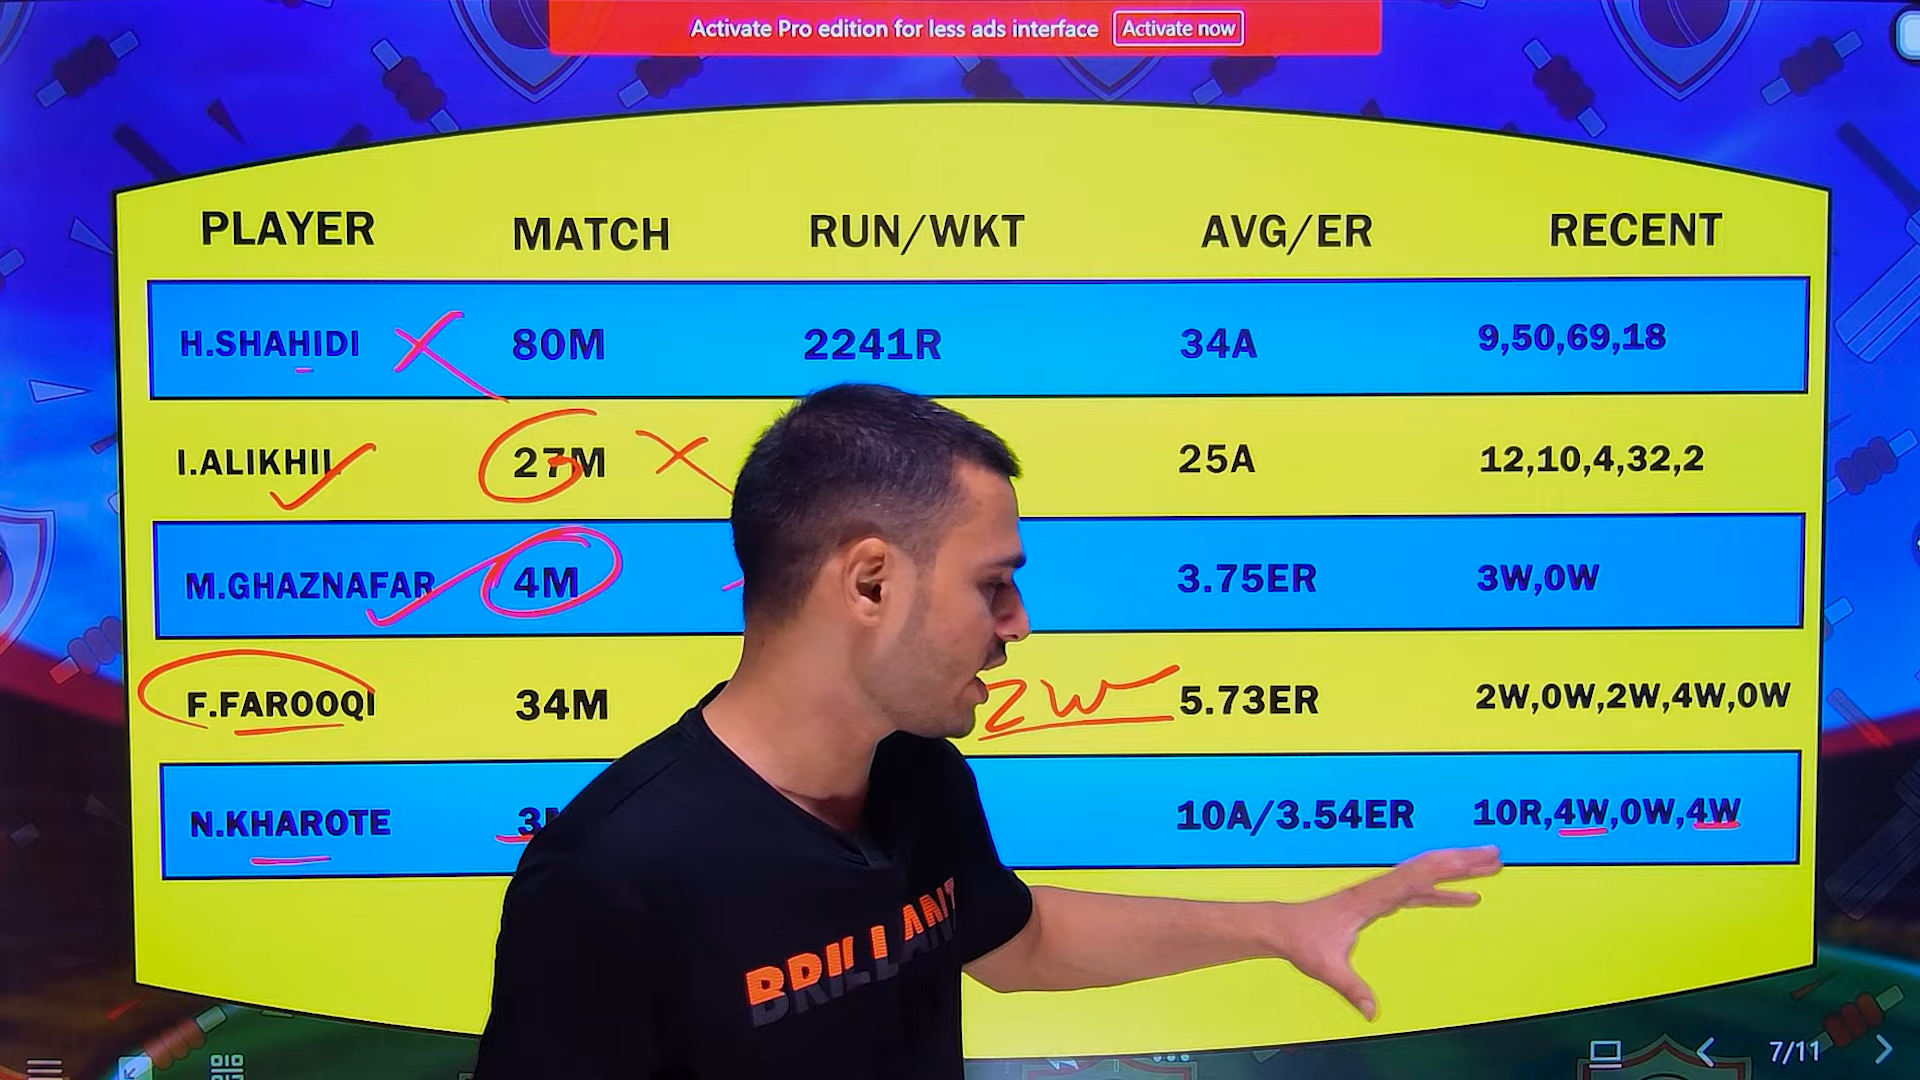 Activate Pro edition for less ads interface Activate now
PLAYER MATCH RUN/WKT AVG/ER RECENT
H.SHAHIDI 80M 2241R 34A 9,50,69,18
I.ALIKHIL 27M 25A 12,10,4,32,2
M.GHAZNAFAR 4M 3.75ER 3W,0W
F.FAROOQI 34M 2W 5.73ER 2W,0W,2W,4W,0W
N.KHAROTE 10A/3.54ER 10R,4W,0W,4W
BRILLANT
7/11